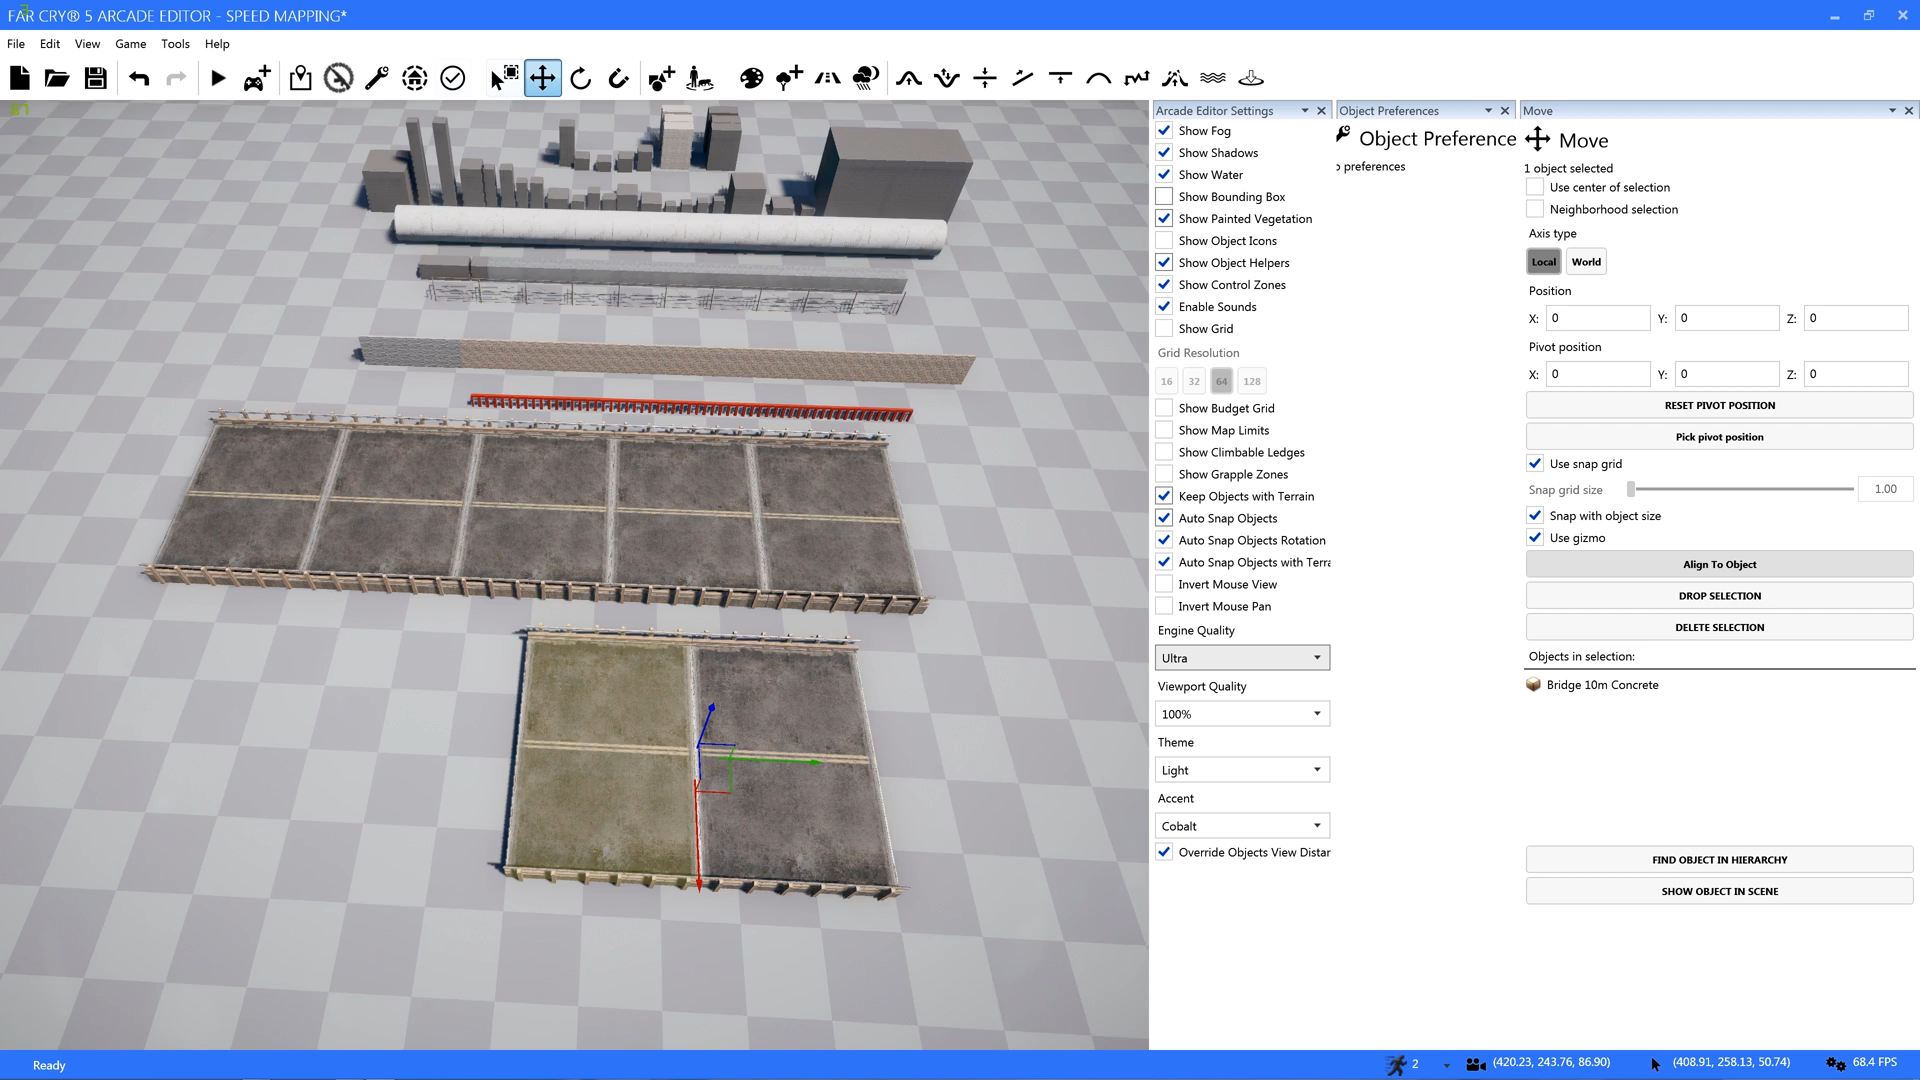 FAR CRY® 5 ARCADE EDITOR - SPEED MAPPING*
File Edit View Game Tools Help
Arcade Editor Settings
Show Fog
Show Shadows
Show Water
Show Bounding Box
Show Painted Vegetation
Show Object Icons
Show Object Helpers
Show Control Zones
Enable Sounds
Show Grid
Grid Resolution
16 32 64 128
Show Budget Grid
Show Map Limits
Show Climbable Ledges
Show Grapple Zones
Keep Objects with Terrain
Auto Snap Objects
Auto Snap Objects Rotation
Auto Snap Objects with Terra
Invert Mouse View
Invert Mouse Pan
Engine Quality
Ultra
Viewport Quality
100%
Theme
Light
Accent
Cobalt
Override Objects View Distar
Object Preferences
Object Preference
preferences
Move
Move
1 object selected
Use center of selection
Neighborhood selection
Axis type
Local World
Position
X: 0 Y: 0 Z: 0
Pivot position
X: 0 Y: 0 Z: 0
RESET PIVOT POSITION
Pick pivot position
Use snap grid
Snap grid size 1.00
Snap with object size
Use gizmo
Align To Object
DROP SELECTION
DELETE SELECTION
Objects in selection:
Bridge 10m Concrete
FIND OBJECT IN HIERARCHY
SHOW OBJECT IN SCENE
Ready 2 (420.23, 243.76, 86.90) (408.91, 258.13, 50.74) 68.4 FPS